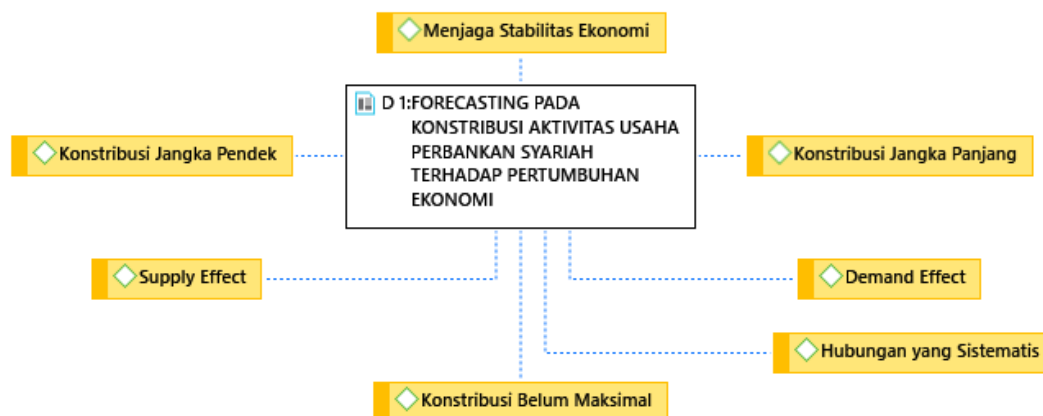 Menjaga Stabilitas Ekonomi
D 1:FORECASTING PADA
KONSTRIBUSI AKTIVITAS USAHA
PERBANKAN SYARIAH
TERHADAP PERTUMBUHAN
EKONOMI
Konstribusi Jangka Pendek
Konstribusi Jangka Panjang
Supply Effect
Demand Effect
Hubungan yang Sistematis
Konstribusi Belum Maksimal